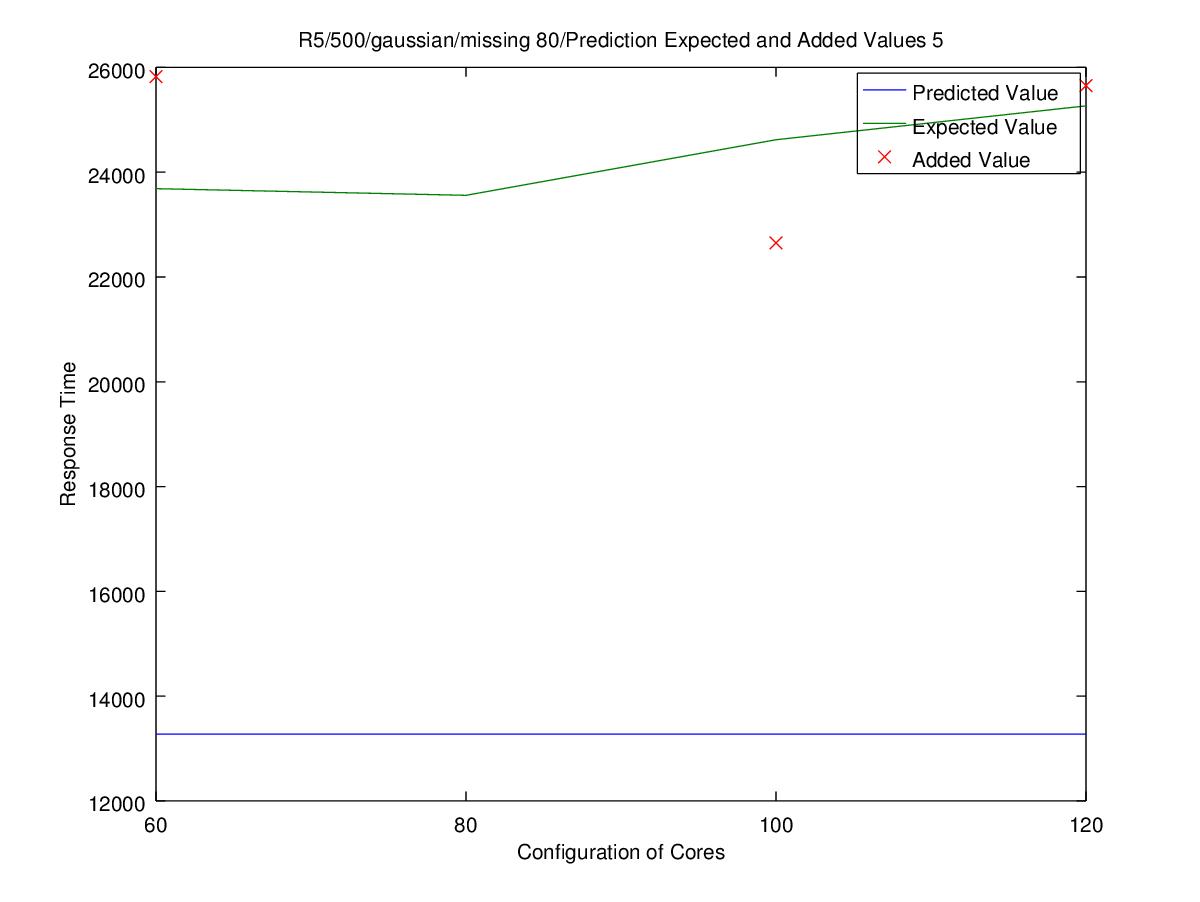 R5/500/gaussian/missing 80/Prediction Expected and Added Values 5
26000
24000
22000
20000
18000
16000
14000
12000
Response Time
Predicted Value
Expected Value
Added Value
60 80 100 120
Configuration of Cores